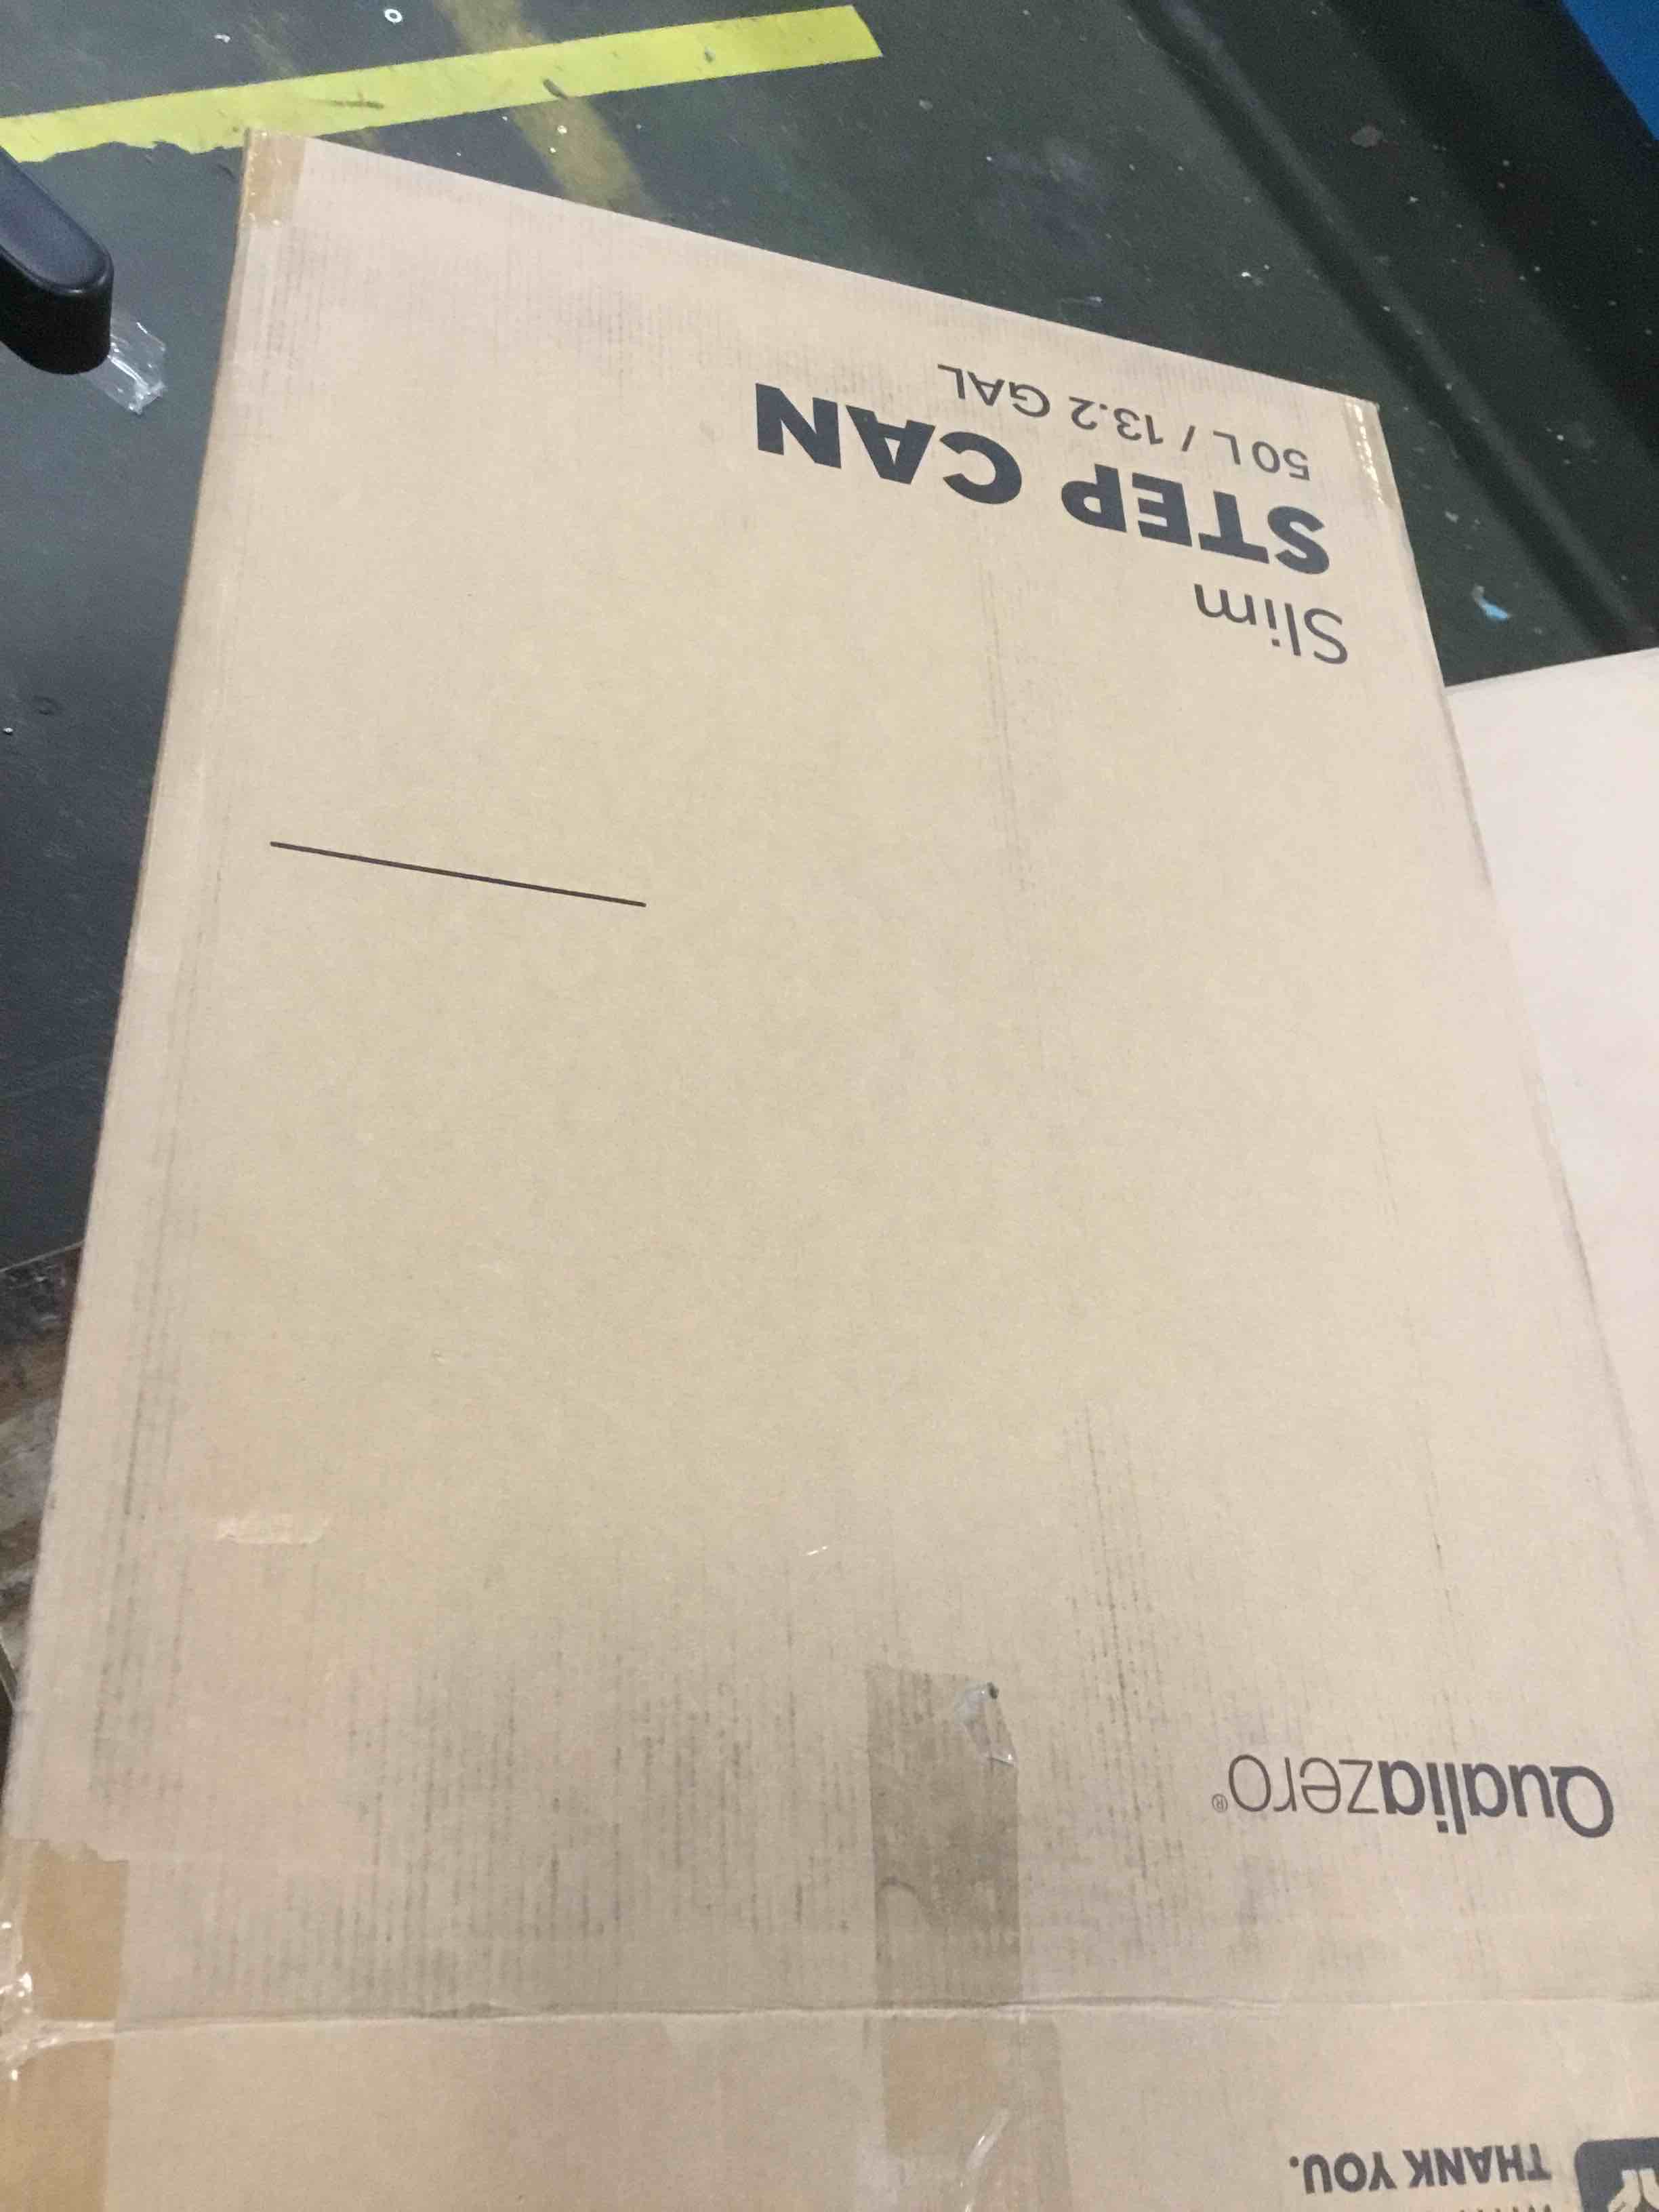 THANK YOU.
Qualiazero®
Slim
STEP CAN
50L / 13.2 GAL